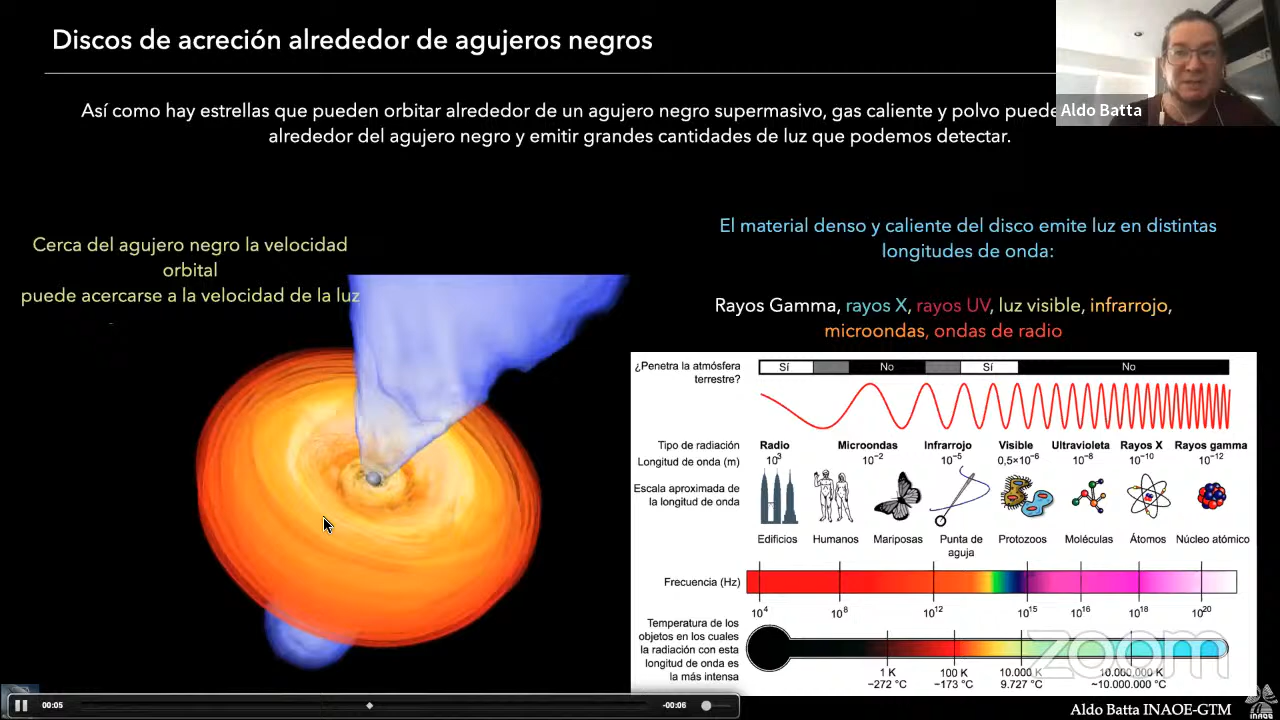 Discos de acreción alrededor de agujeros negros
Aldo Batta
Así como hay estrellas que pueden orbitar alrededor de un agujero negro supermasivo, gas caliente y polvo puede
alrededor del agujero negro y emitir grandes cantidades de luz que podemos detectar.
Cerca del agujero negro la velocidad
orbital
puede acercarse a la velocidad de la luz
El material denso y caliente del disco emite luz en distintas
longitudes de onda:
Rayos Gamma, rayos X, rayos UV, luz visible, infrarrojo,
microondas, ondas de radio
¿Penetra la atmósfera
terrestre?
Sí No Sí No
Tipo de radiación Radio Microondas Infrarrojo Visible Ultravioleta Rayos X Rayos gamma
Longitud de onda (m) 10³ 10⁻² 10⁻⁵ 0,5×10⁻⁶ 10⁻⁸ 10⁻¹⁰ 10⁻¹²
Escala aproximada de
la longitud de onda
Edificios Humanos Mariposas Punta de Protozoos Moléculas Átomos Núcleo atómico
aguja
Frecuencia (Hz)
10⁴ 10⁸ 10¹² 10¹⁵ 10¹⁶ 10¹⁸ 10²⁰
Temperatura de los
objetos en los cuales
la radiación con esta
longitud de onda es
la más intensa
1 K 100 K 10.000 K 10.000.000 K
−272 °C −173 °C 9.727 °C ~10.000.000 °C
zoom
00:05 -00:06
Aldo Batta INAOE-GTM